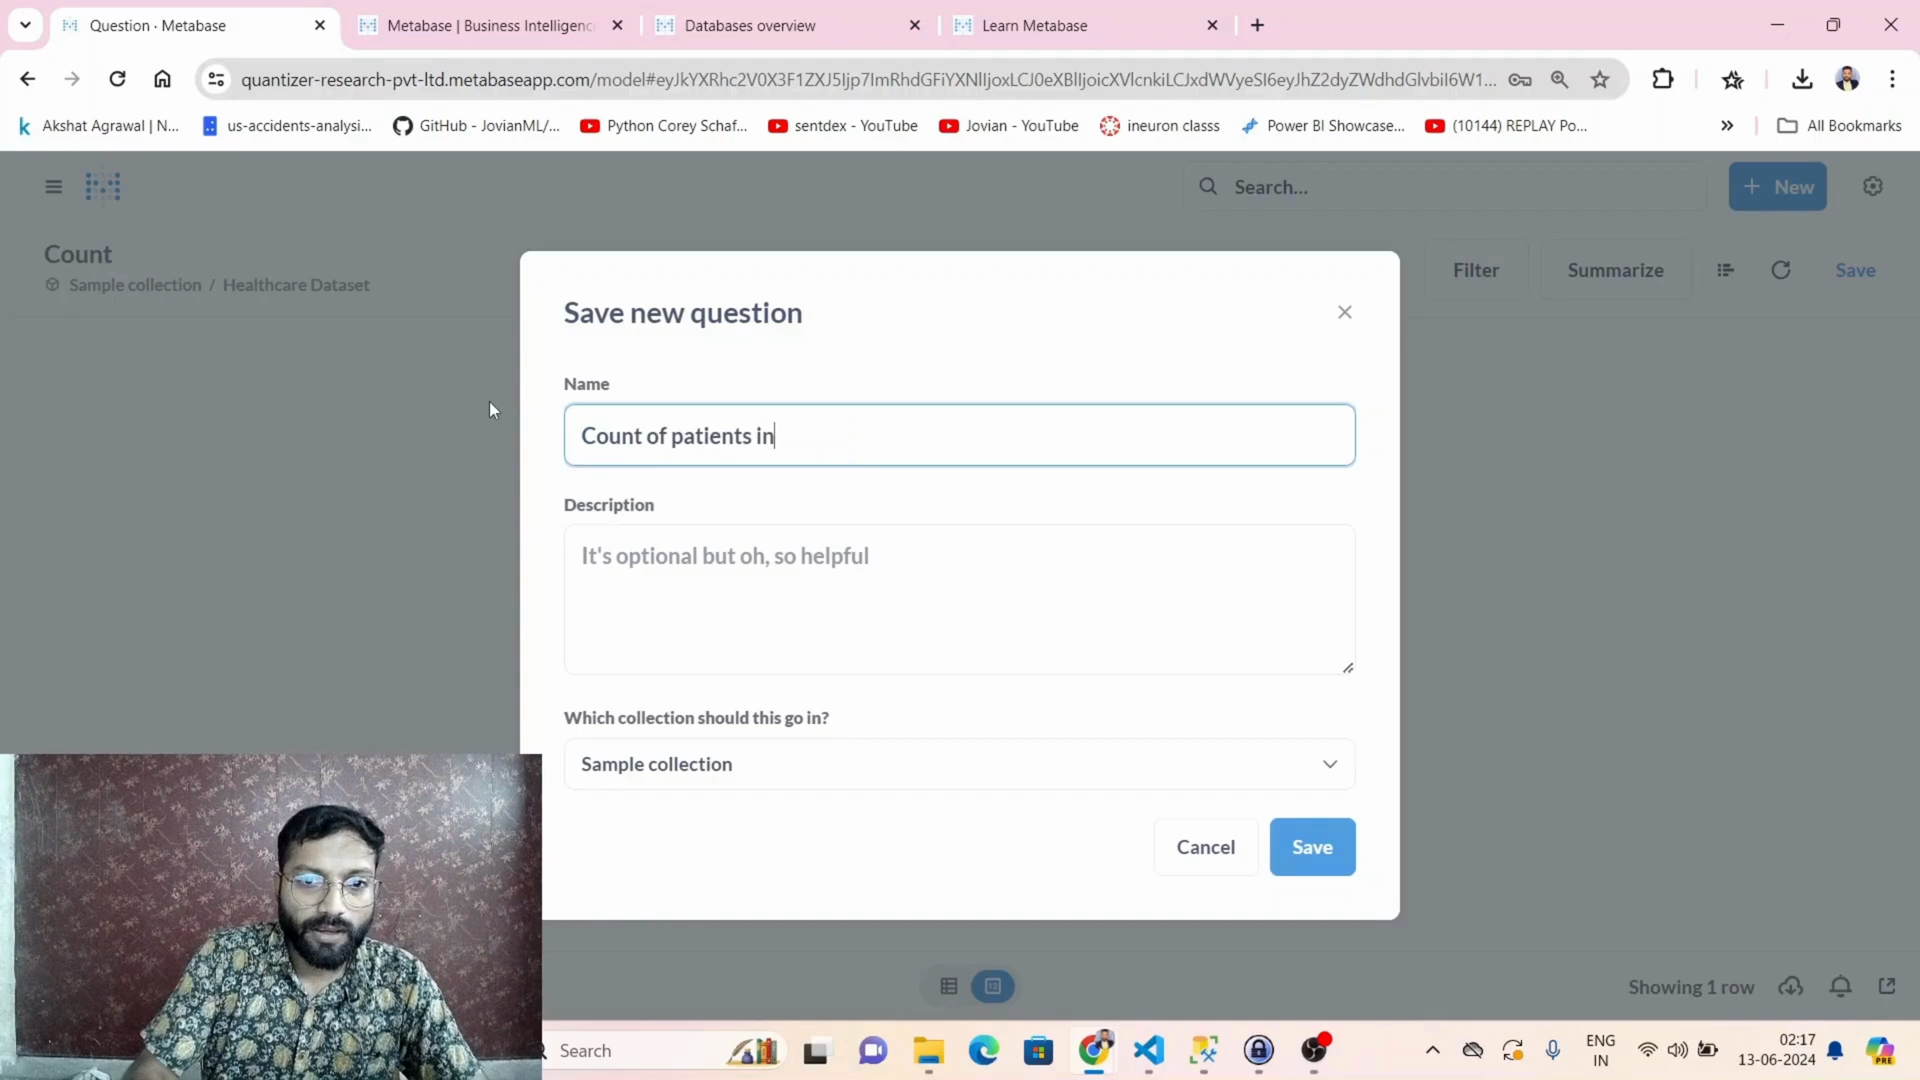 Question · Metabase
Metabase | Business Intelligence
Databases overview
Learn Metabase
quantizer-research-pvt-ltd.metabaseapp.com/model#eyJkYXRhc2V0X3F1ZXJ5Ijp7ImRhdGFiYXNlIjoxLCJ0eXBlIjoicXVlcnkiLCJxdWVyeSI6eyJhZ2dyZWdhdGlvbiI6W1...
Akshat Agrawal | N...
us-accidents-analysi...
GitHub - JovianML/...
Python Corey Schaf...
sentdex - YouTube
Jovian - YouTube
ineuron classs
Power BI Showcase...
(10144) REPLAY Po...
All Bookmarks
Search...
+ New
Count
Sample collection / Healthcare Dataset
Filter
Summarize
Save
Save new question
Name
Count of patients in
Description
It's optional but oh, so helpful
Which collection should this go in?
Sample collection
Cancel
Save
Showing 1 row
Search
ENG
IN
02:17
13-06-2024
PRE